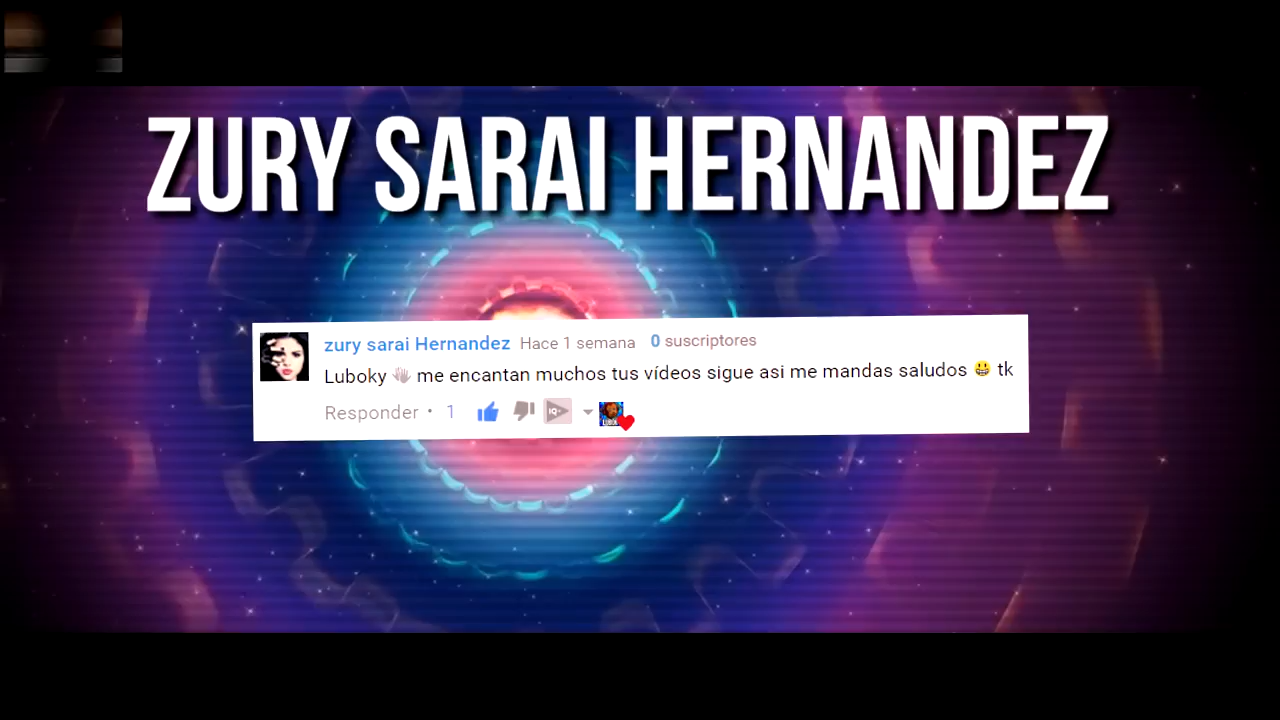 ZURY SARAI HERNANDEZ
zury sarai Hernandez Hace 1 semana 0 suscriptores
Luboky 👋 me encantan muchos tus vídeos sigue asi me mandas saludos 😀 tk
Responder • 1 IQ